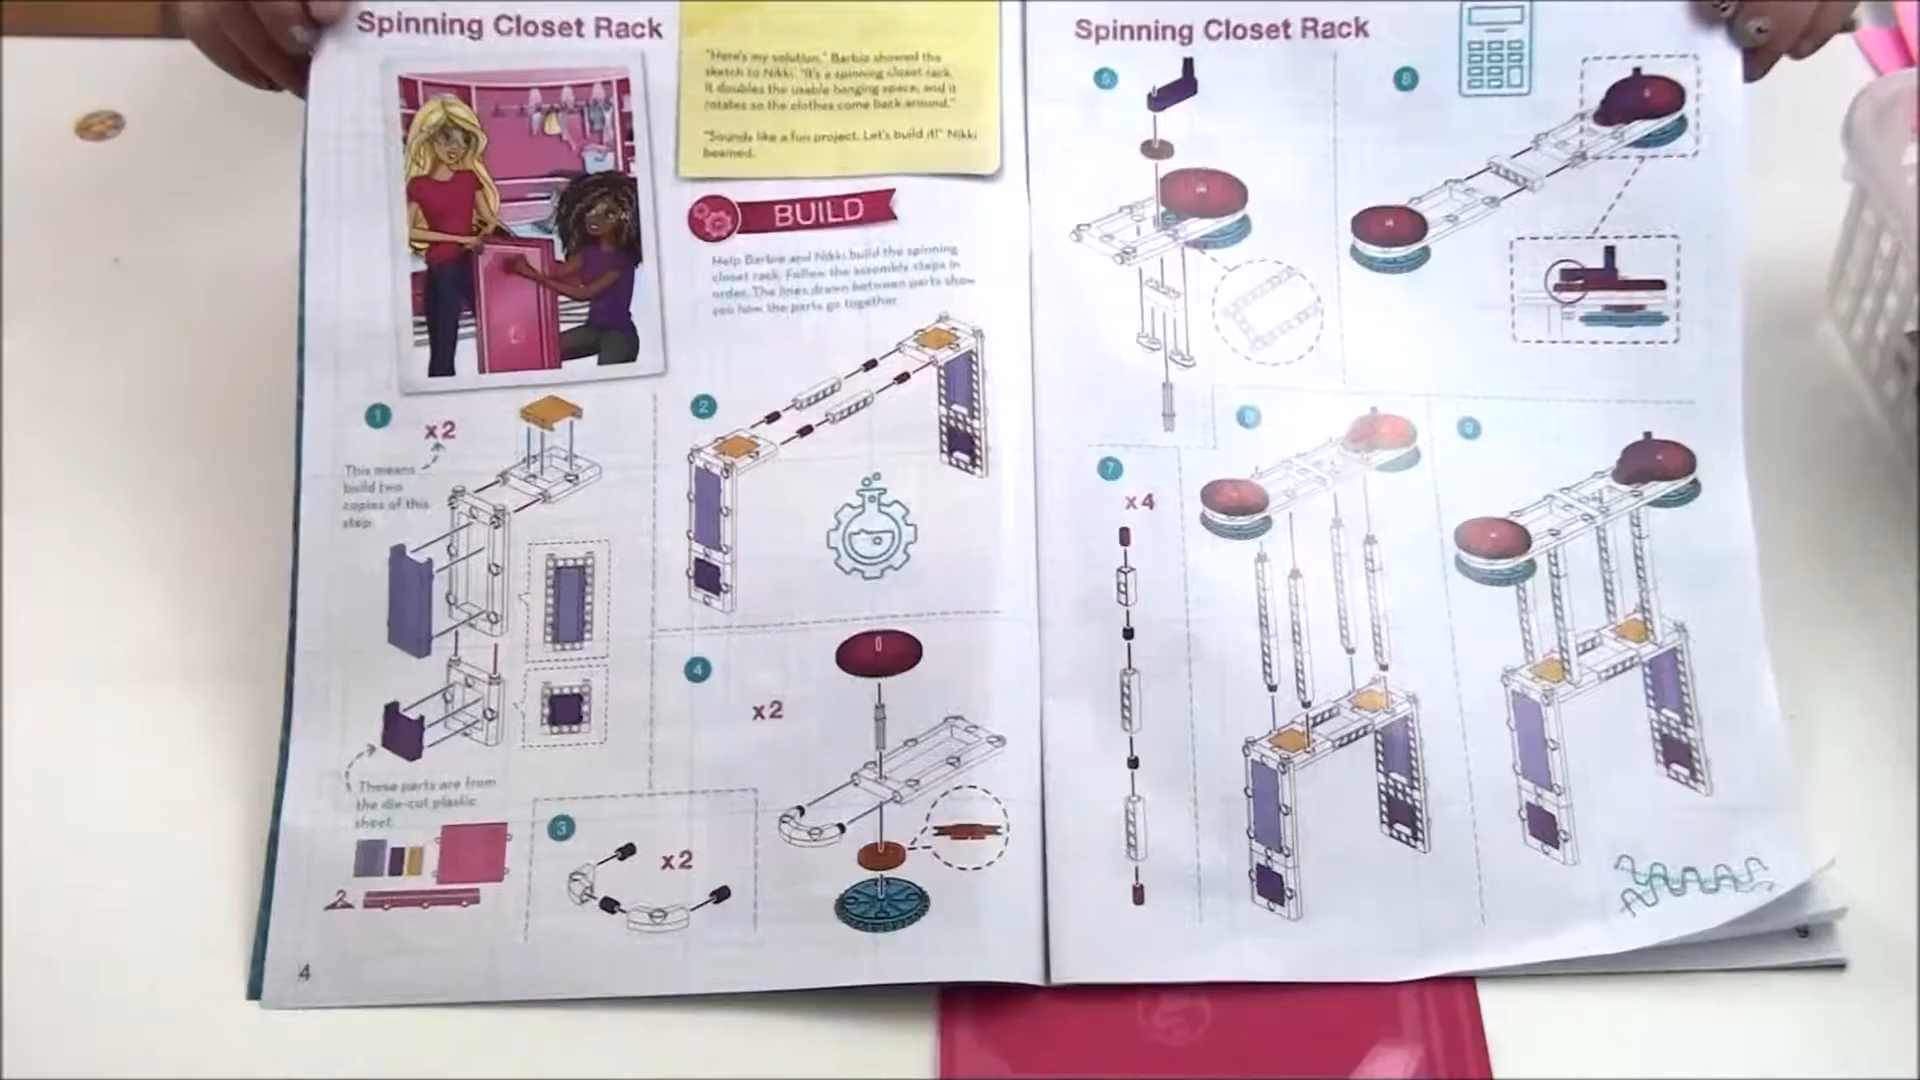 Spinning Closet Rack
"Here's my solution." Barbie showed the
sketch to Nikki. "It's a spinning closet rack.
It doubles the usable hanging space, and it
rotates so the clothes come back around."
"Sounds like a fun project. Let's build it!" Nikki
beamed.
BUILD
Help Barbie and Nikki build the spinning
closet rack. Follow the assembly steps in
order. The lines drawn between parts show
you how the parts go together.
1
x2
This means
build two
copies of this
step.
These parts are from
the die-cut plastic
sheet.
2
3
x2
4
x2
4
Spinning Closet Rack
5
6
7
x4
8
9